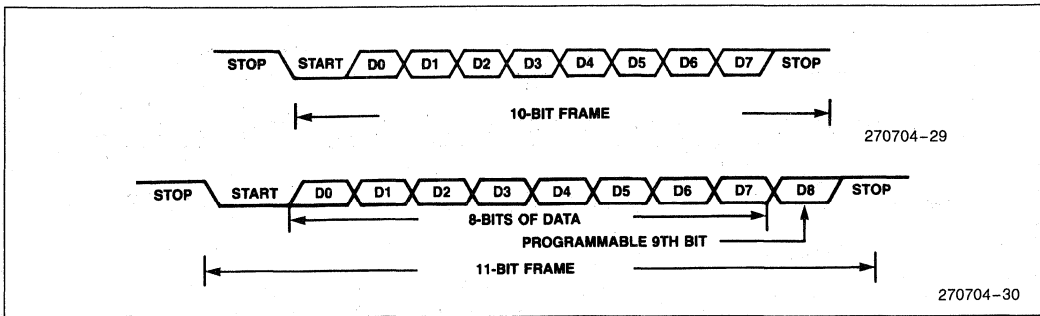 STOP START D0 D1 D2 D3 D4 D5 D6 D7 STOP
10-BIT FRAME
270704-29
STOP START D0 D1 D2 D3 D4 D5 D6 D7 D8 STOP
8-BITS OF DATA
PROGRAMMABLE 9TH BIT
11-BIT FRAME
270704-30